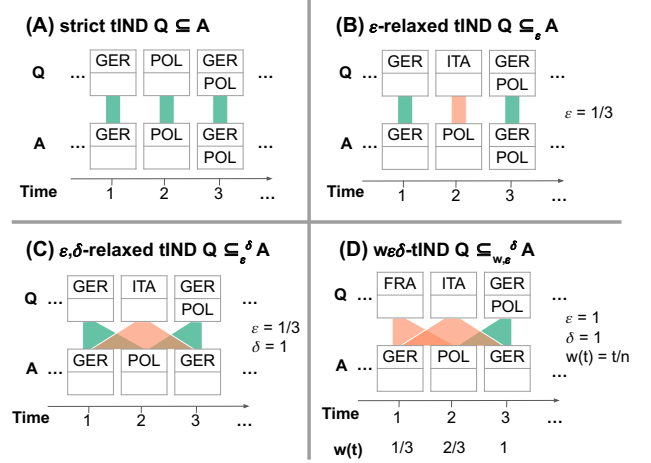 (A) strict tIND Q ⊆ A
Q ... GER POL GER ...
POL
A ... GER POL GER ...
POL
Time 1 2 3 ...
(B) ε-relaxed tIND Q ⊆ε A
Q ... GER ITA GER ...
POL
ε = 1/3
A ... GER POL GER ...
POL
Time 1 2 3 ...
(C) ε,δ-relaxed tIND Q ⊆ε^δ A
Q ... GER ITA GER ...
POL
ε = 1/3
δ = 1
A ... GER POL GER ...
Time 1 2 3 ...
(D) wεδ-tIND Q ⊆w,ε^δ A
Q ... FRA ITA GER ...
POL
ε = 1
δ = 1
w(t) = t/n
A ... GER POL GER ...
Time 1 2 3 ...
w(t) 1/3 2/3 1